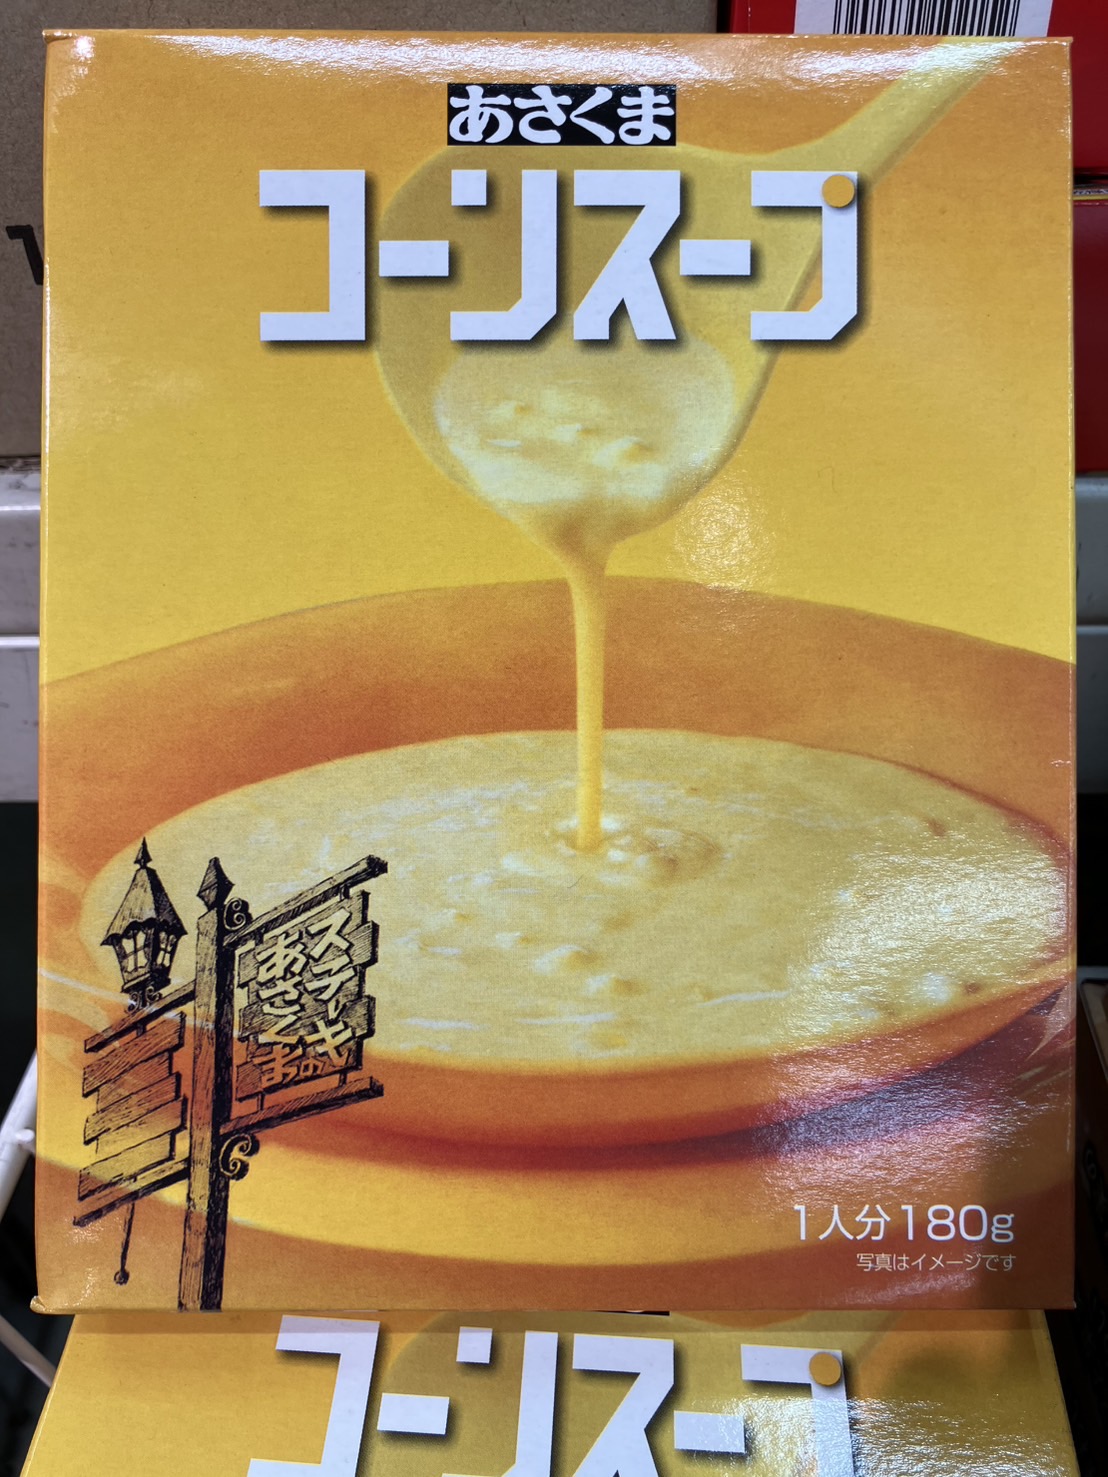 あさくま
コーンスープ
ステーキの
あさくま
1人分180g
写真はイメージです
コーンスープ